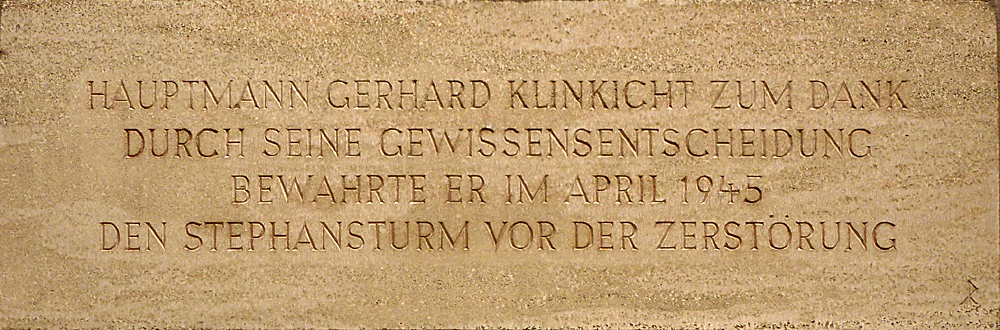 HAUPTMANN GERHARD KLINKICHT ZUM DANK
DURCH SEINE GEWISSENSENTSCHEIDUNG
BEWAHRTE ER IM APRIL 1945
DEN STEPHANSTURM VOR DER ZERSTÖRUNG